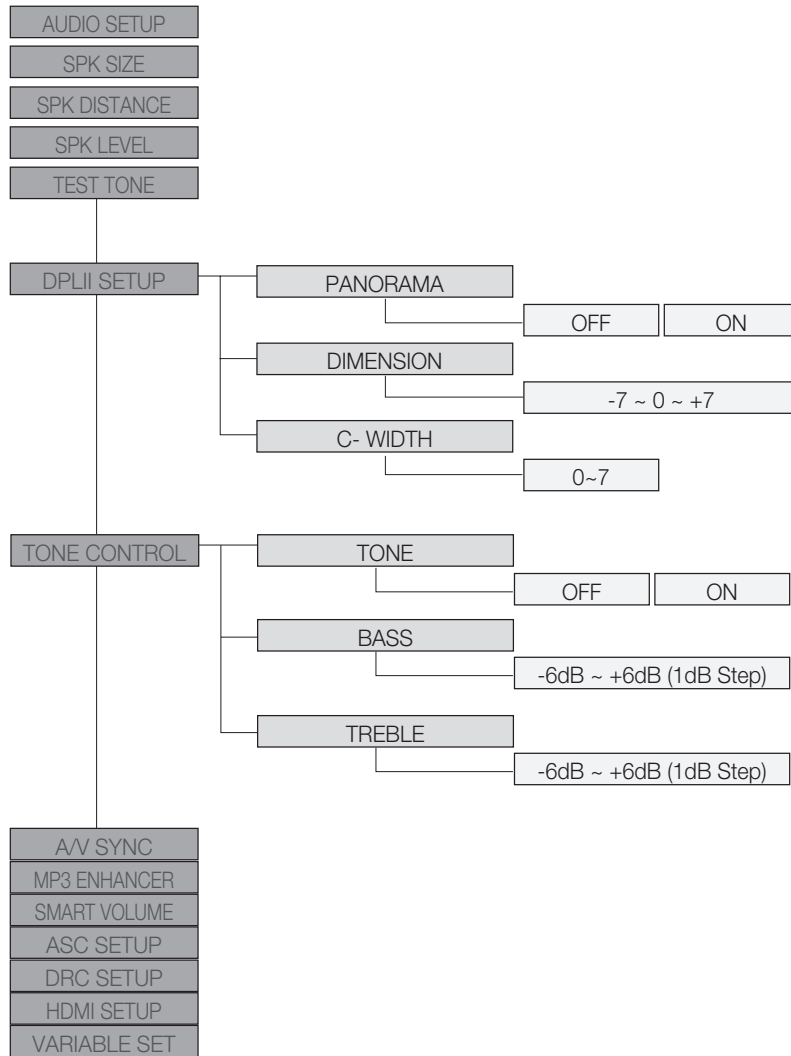 AUDIO SETUP
SPK SIZE
SPK DISTANCE
SPK LEVEL
TEST TONE
DPLII SETUP
PANORAMA
OFF
ON
DIMENSION
-7 ~ 0 ~ +7
C- WIDTH
0~7
TONE CONTROL
TONE
OFF
ON
BASS
-6dB ~ +6dB (1dB Step)
TREBLE
-6dB ~ +6dB (1dB Step)
A/V SYNC
MP3 ENHANCER
SMART VOLUME
ASC SETUP
DRC SETUP
HDMI SETUP
VARIABLE SET